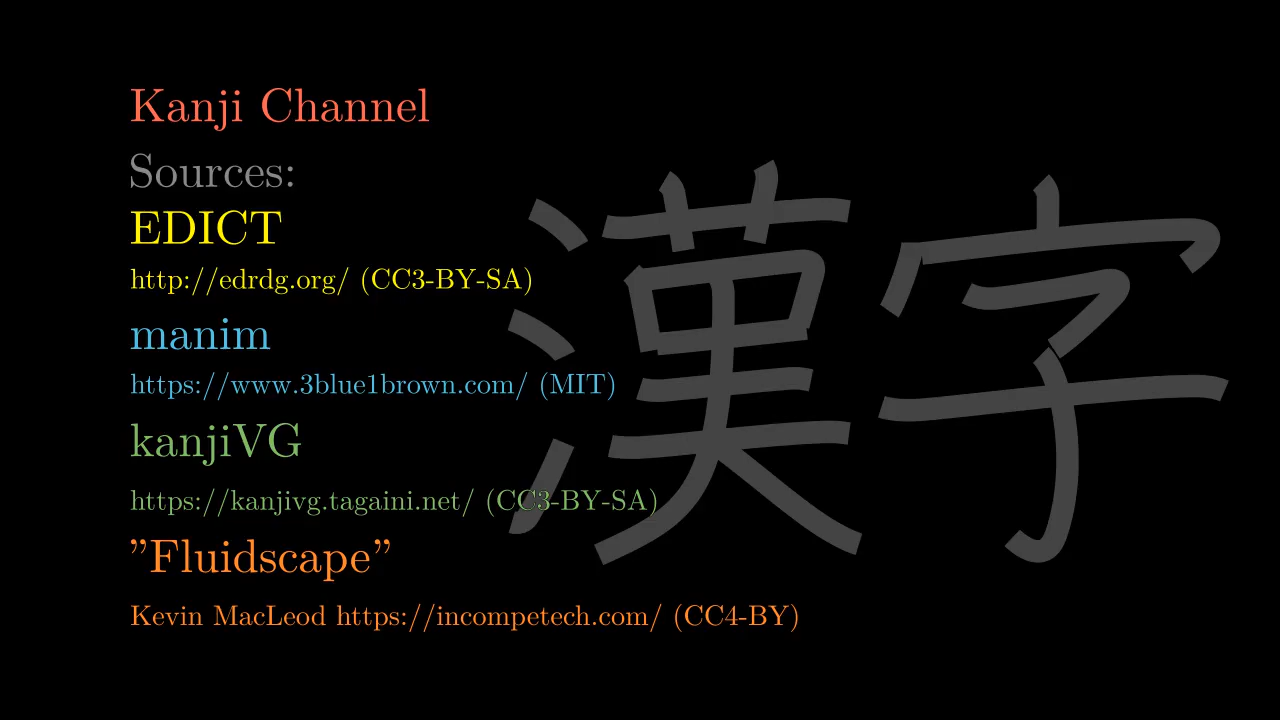 Kanji Channel
Sources:
EDICT
http://edrdg.org/ (CC3-BY-SA)
manim
https://www.3blue1brown.com/ (MIT)
kanjiVG
https://kanjivg.tagaini.net/ (CC3-BY-SA)
”Fluidscape”
Kevin MacLeod https://incompetech.com/ (CC4-BY)
漢字